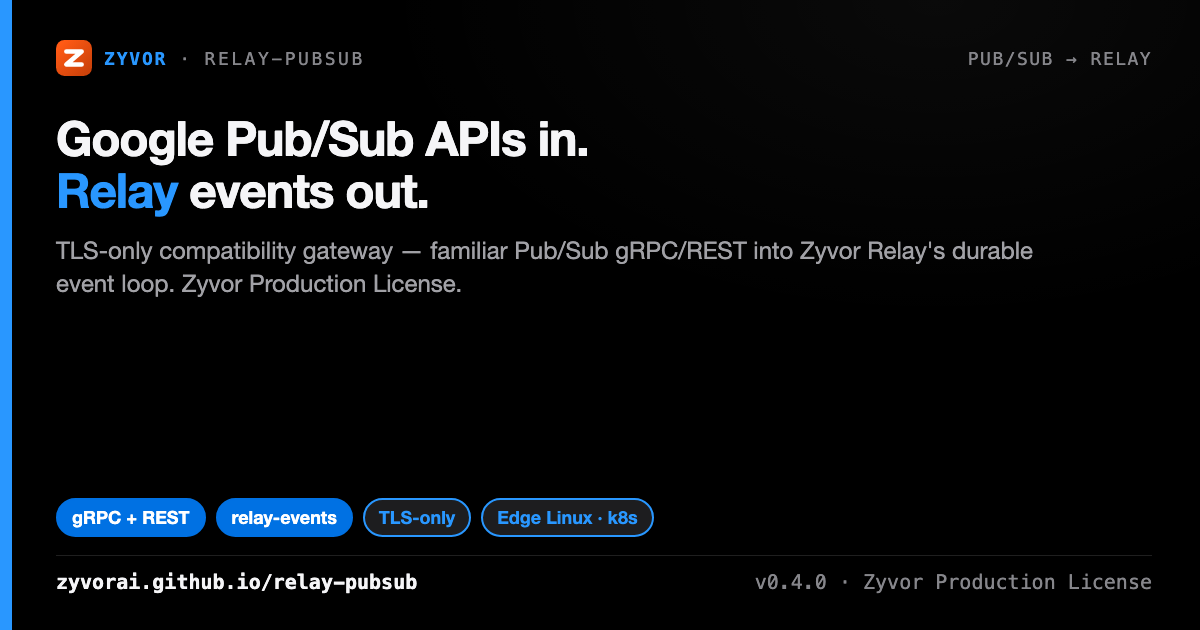 Z ZYVOR · RELAY-PUBSUB
PUB/SUB → RELAY
Google Pub/Sub APIs in.
Relay events out.
TLS-only compatibility gateway — familiar Pub/Sub gRPC/REST into Zyvor Relay's durable
event loop. Zyvor Production License.
gRPC + REST
relay-events
TLS-only
Edge Linux · k8s
zyvorai.github.io/relay-pubsub
v0.4.0 · Zyvor Production License